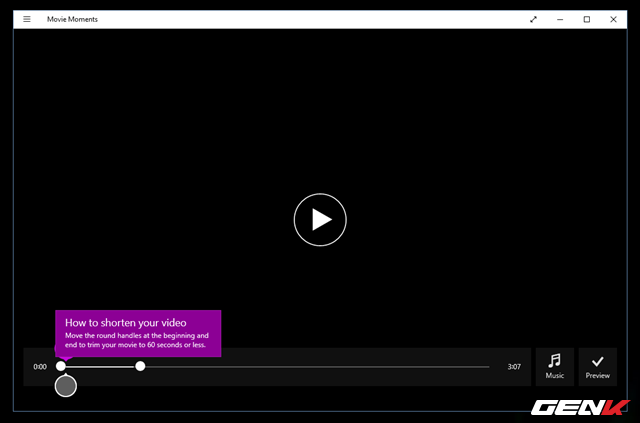 Movie Moments
How to shorten your video
Move the round handles at the beginning and
end to trim your movie to 60 seconds or less.
0:00
3:07
Music
Preview
GENK